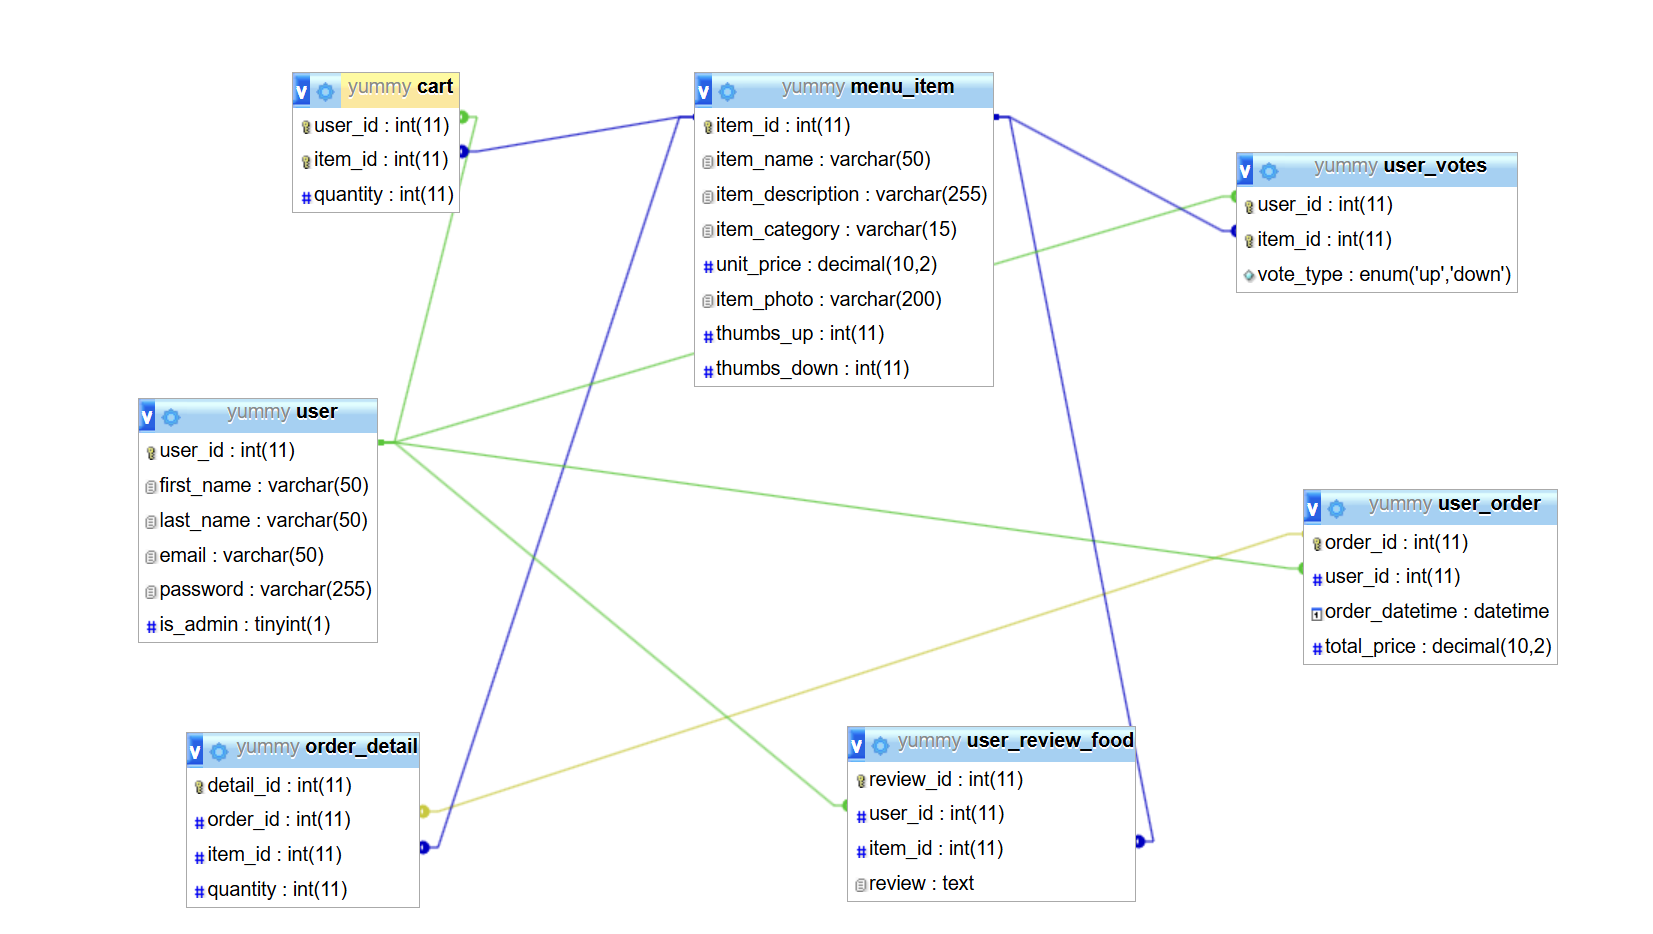 v yummy cart
user_id : int(11)
item_id : int(11)
# quantity : int(11)
v yummy menu_item
item_id : int(11)
item_name : varchar(50)
item_description : varchar(255)
item_category : varchar(15)
# unit_price : decimal(10,2)
item_photo : varchar(200)
# thumbs_up : int(11)
# thumbs_down : int(11)
v yummy user_votes
user_id : int(11)
item_id : int(11)
vote_type : enum('up','down')
v yummy user
user_id : int(11)
first_name : varchar(50)
last_name : varchar(50)
email : varchar(50)
password : varchar(255)
# is_admin : tinyint(1)
v yummy user_order
order_id : int(11)
# user_id : int(11)
order_datetime : datetime
# total_price : decimal(10,2)
v yummy order_detail
detail_id : int(11)
# order_id : int(11)
# item_id : int(11)
# quantity : int(11)
v yummy user_review_food
review_id : int(11)
# user_id : int(11)
# item_id : int(11)
review : text